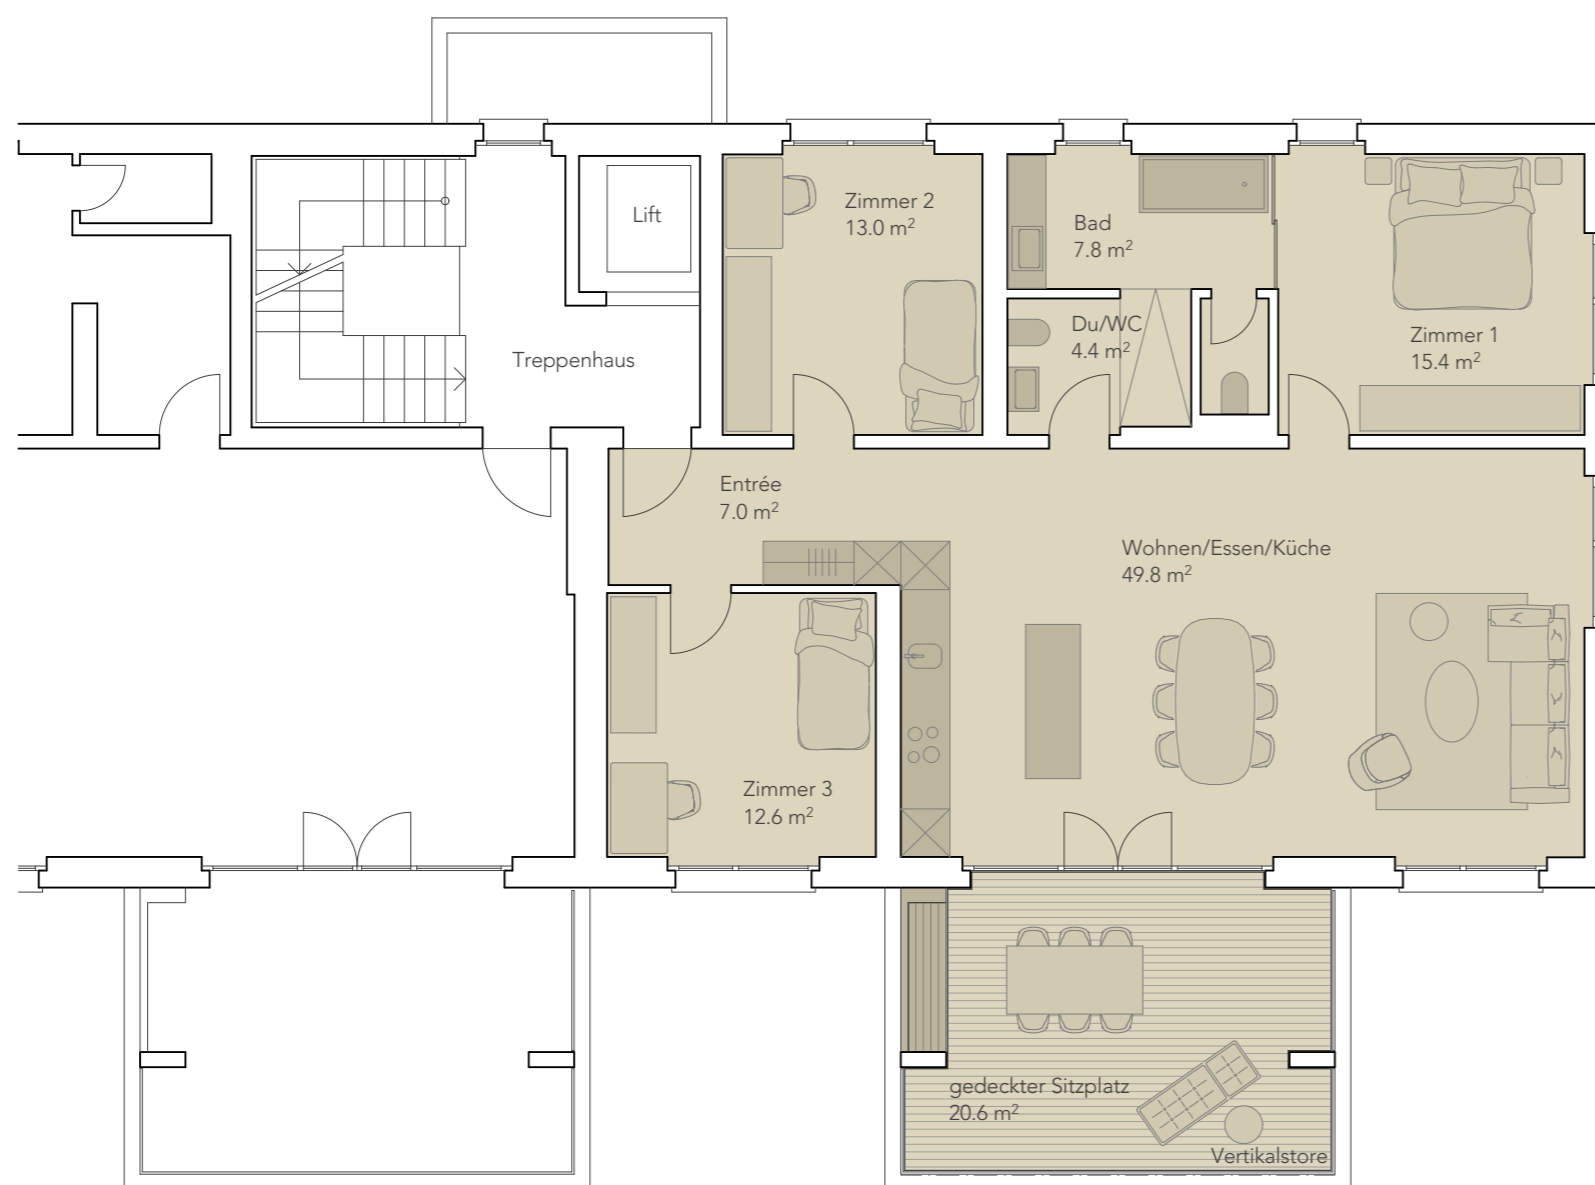 Lift
Zimmer 2
13.0 m²
Bad
7.8 m²
Du/WC
4.4 m²
Zimmer 1
15.4 m²
Treppenhaus
Entrée
7.0 m²
Wohnen/Essen/Küche
49.8 m²
Zimmer 3
12.6 m²
gedeckter Sitzplatz
20.6 m²
Vertikalstore